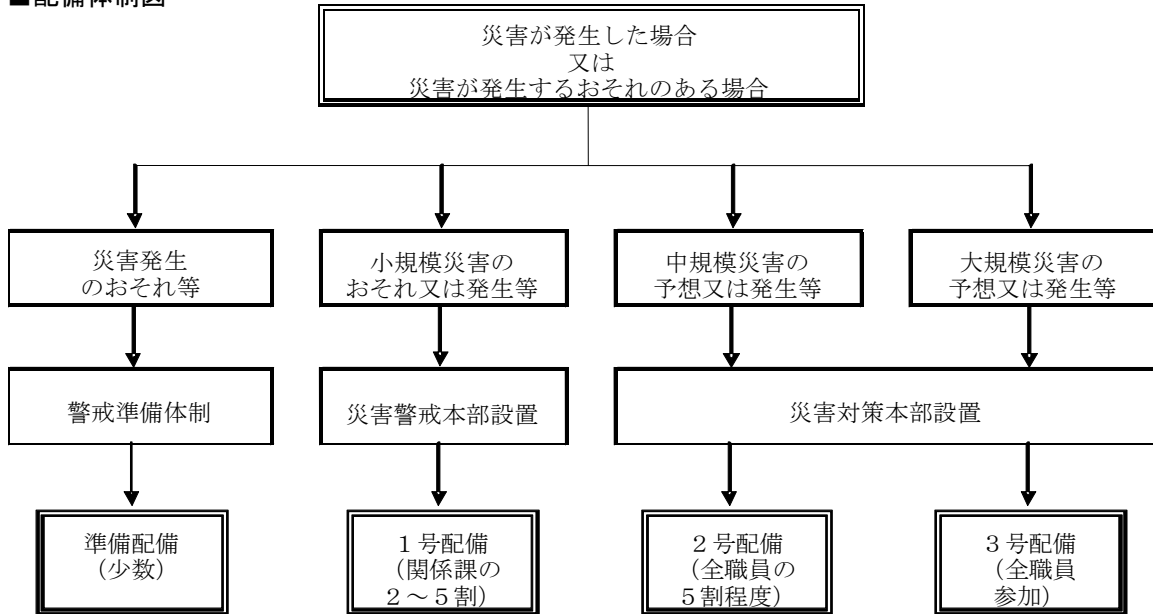 ■配備体制図
災害が発生した場合
又は
災害が発生するおそれのある場合
災害発生
のおそれ等
小規模災害の
おそれ又は発生等
中規模災害の
予想又は発生等
大規模災害の
予想又は発生等
警戒準備体制
災害警戒本部設置
災害対策本部設置
準備配備
（少数）
１号配備
（関係課の
２～５割）
２号配備
（全職員の
５割程度）
３号配備
（全職員
参加）